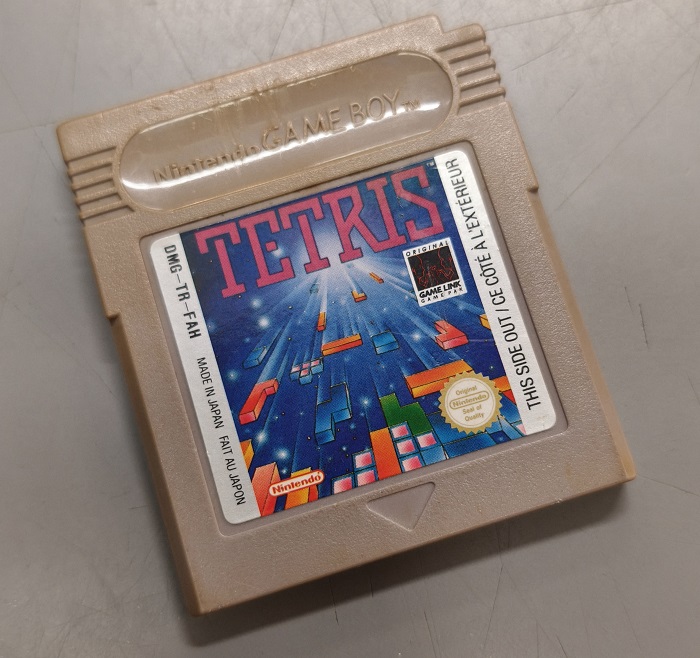 Nintendo GAME BOY TM
TETRIS
DMG-TR-FAH
MADE IN JAPAN FAIT AU JAPON
ORIGINAL
GAME LINK
GAME PAK
THIS SIDE OUT / CE CÔTÉ À L'EXTÉRIEUR
Original
Nintendo
Seal of
Quality
Nintendo